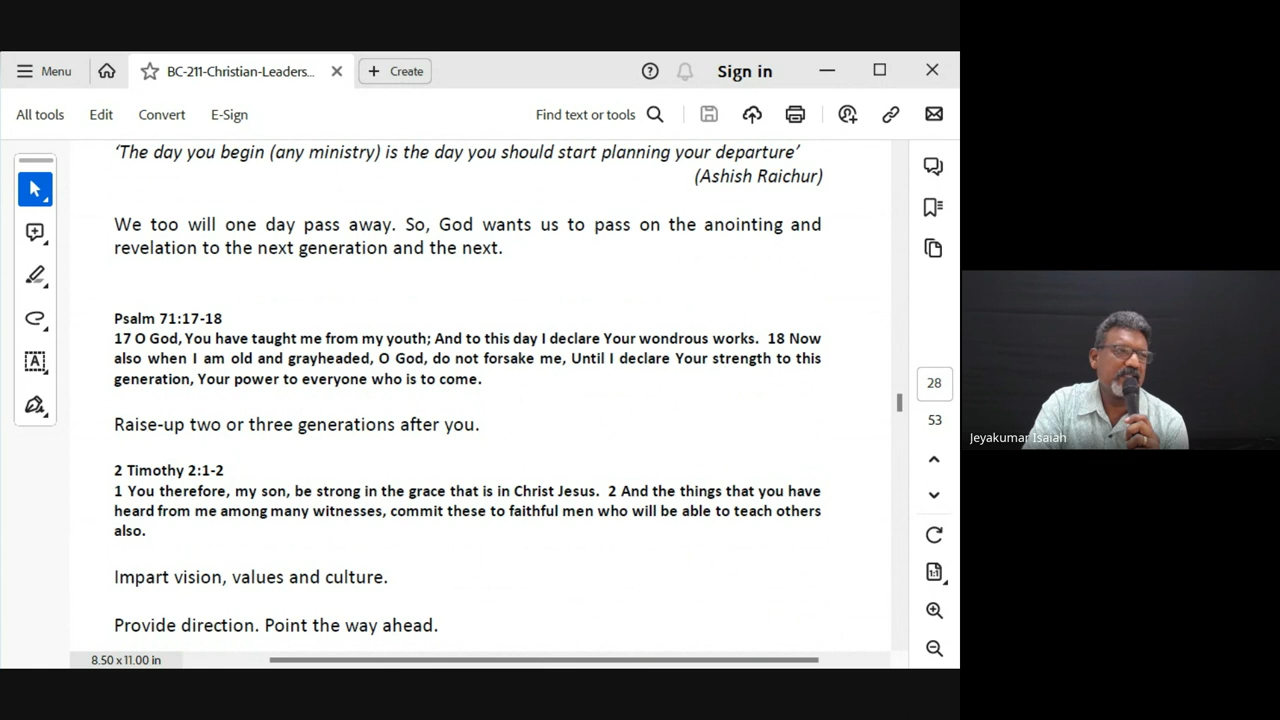 Menu
BC-211-Christian-Leaders...
Create
Sign in
All tools
Edit
Convert
E-Sign
Find text or tools
‘The day you begin (any ministry) is the day you should start planning your departure’
(Ashish Raichur)
We too will one day pass away. So, God wants us to pass on the anointing and
revelation to the next generation and the next.
Psalm 71:17-18
17 O God, You have taught me from my youth; And to this day I declare Your wondrous works. 18 Now
also when I am old and grayheaded, O God, do not forsake me, Until I declare Your strength to this
generation, Your power to everyone who is to come.
Raise-up two or three generations after you.
2 Timothy 2:1-2
1 You therefore, my son, be strong in the grace that is in Christ Jesus. 2 And the things that you have
heard from me among many witnesses, commit these to faithful men who will be able to teach others
also.
Impart vision, values and culture.
Provide direction. Point the way ahead.
8.50 x 11.00 in
28
53
1:1
Jeyakumar Isaiah